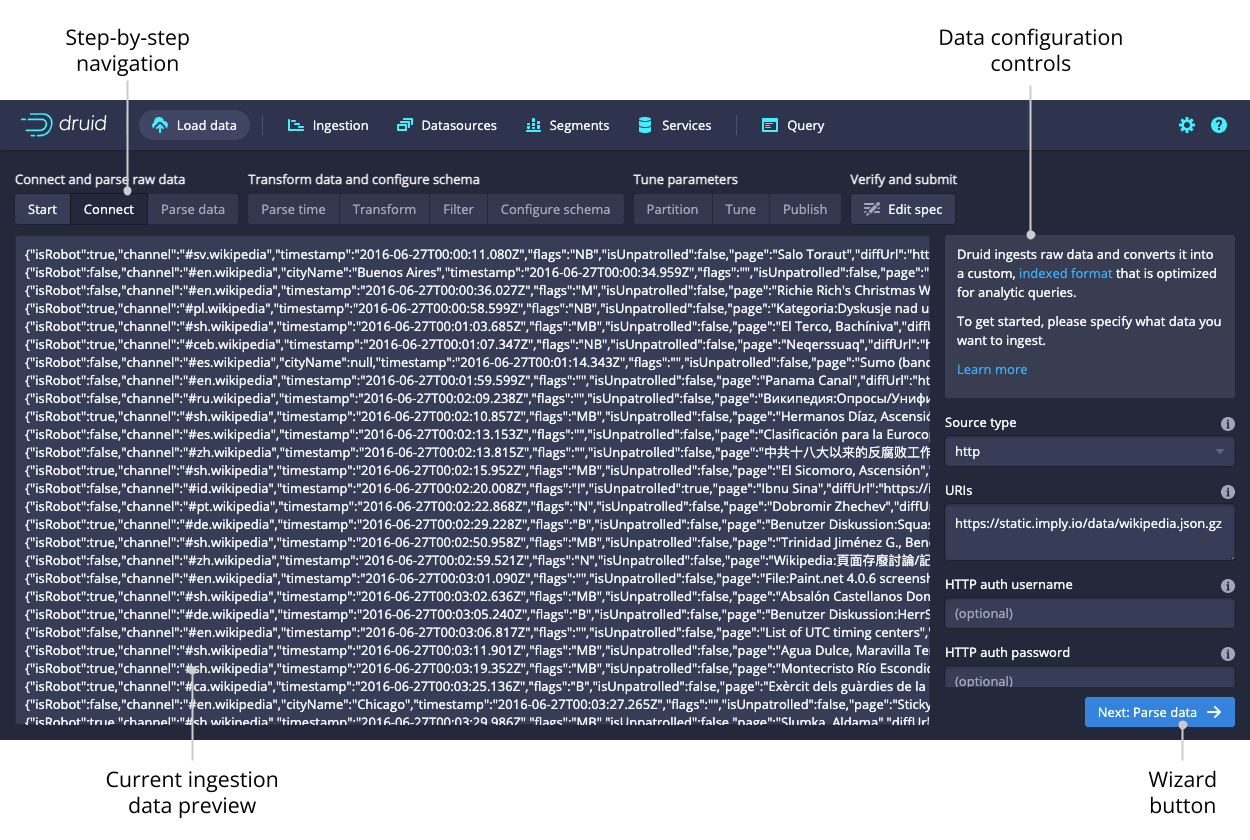 Step-by-step
navigation
Data configuration
controls
druid
Load data
Ingestion
Datasources
Segments
Services
Query
Connect and parse raw data
Transform data and configure schema
Tune parameters
Verify and submit
Start
Connect
Parse data
Parse time
Transform
Filter
Configure schema
Partition
Tune
Publish
Edit spec
{"isRobot":true,"channel":"#sv.wikipedia","timestamp":"2016-06-27T00:00:11.080Z","flags":"NB","isUnpatrolled":false,"page":"Salo Toraut","diffUrl":"htt
{"isRobot":false,"channel":"#en.wikipedia","cityName":"Buenos Aires","timestamp":"2016-06-27T00:00:34.959Z","flags":"","isUnpatrolled":false,"page":"
{"isRobot":false,"channel":"#en.wikipedia","timestamp":"2016-06-27T00:00:36.027Z","flags":"M","isUnpatrolled":false,"page":"Richie Rich's Christmas W
{"isRobot":true,"channel":"#pl.wikipedia","timestamp":"2016-06-27T00:00:58.599Z","flags":"NB","isUnpatrolled":false,"page":"Kategoria:Dyskusje nad u
{"isRobot":true,"channel":"#sh.wikipedia","timestamp":"2016-06-27T00:01:03.685Z","flags":"MB","isUnpatrolled":false,"page":"El Terco, Bachíniva","diffU
{"isRobot":true,"channel":"#ceb.wikipedia","timestamp":"2016-06-27T00:01:07.347Z","flags":"NB","isUnpatrolled":false,"page":"Neqerssuaq","diffUrl":"h
{"isRobot":false,"channel":"#es.wikipedia","cityName":null,"timestamp":"2016-06-27T00:01:14.343Z","flags":"","isUnpatrolled":false,"page":"Sumo (banc
{"isRobot":false,"channel":"#en.wikipedia","timestamp":"2016-06-27T00:01:59.599Z","flags":"","isUnpatrolled":false,"page":"Panama Canal","diffUrl":"ht
{"isRobot":false,"channel":"#ru.wikipedia","timestamp":"2016-06-27T00:02:09.238Z","flags":"","isUnpatrolled":false,"page":"Википедия:Опросы/Унифи
{"isRobot":true,"channel":"#sh.wikipedia","timestamp":"2016-06-27T00:02:10.857Z","flags":"MB","isUnpatrolled":false,"page":"Hermanos Díaz, Ascensió
{"isRobot":false,"channel":"#es.wikipedia","timestamp":"2016-06-27T00:02:13.153Z","flags":"","isUnpatrolled":false,"page":"Clasificación para la Euroco
{"isRobot":false,"channel":"#zh.wikipedia","timestamp":"2016-06-27T00:02:13.815Z","flags":"","isUnpatrolled":false,"page":"中共十八大以来的反腐败工作
{"isRobot":true,"channel":"#sh.wikipedia","timestamp":"2016-06-27T00:02:15.952Z","flags":"MB","isUnpatrolled":false,"page":"El Sicomoro, Ascensión","
{"isRobot":false,"channel":"#id.wikipedia","timestamp":"2016-06-27T00:02:20.008Z","flags":"!","isUnpatrolled":true,"page":"Ibnu Sina","diffUrl":"https://i
{"isRobot":false,"channel":"#pt.wikipedia","timestamp":"2016-06-27T00:02:22.868Z","flags":"N","isUnpatrolled":false,"page":"Dobromir Zhechev","diffU
{"isRobot":true,"channel":"#de.wikipedia","timestamp":"2016-06-27T00:02:29.228Z","flags":"B","isUnpatrolled":false,"page":"Benutzer Diskussion:Squas
{"isRobot":true,"channel":"#sh.wikipedia","timestamp":"2016-06-27T00:02:50.958Z","flags":"MB","isUnpatrolled":false,"page":"Trinidad Jiménez G., Ben
{"isRobot":false,"channel":"#zh.wikipedia","timestamp":"2016-06-27T00:02:59.521Z","flags":"N","isUnpatrolled":false,"page":"Wikipedia:頁面存廢討論/記
{"isRobot":false,"channel":"#en.wikipedia","timestamp":"2016-06-27T00:03:01.090Z","flags":"","isUnpatrolled":false,"page":"File:Paint.net 4.0.6 screensh
{"isRobot":true,"channel":"#sh.wikipedia","timestamp":"2016-06-27T00:03:02.636Z","flags":"MB","isUnpatrolled":false,"page":"Absalón Castellanos Don
{"isRobot":true,"channel":"#de.wikipedia","timestamp":"2016-06-27T00:03:05.240Z","flags":"B","isUnpatrolled":false,"page":"Benutzer Diskussion:HerrS
{"isRobot":false,"channel":"#en.wikipedia","timestamp":"2016-06-27T00:03:06.817Z","flags":"","isUnpatrolled":false,"page":"List of UTC timing centers","
{"isRobot":true,"channel":"#sh.wikipedia","timestamp":"2016-06-27T00:03:11.901Z","flags":"MB","isUnpatrolled":false,"page":"Agua Dulce, Maravilla Te
{"isRobot":true,"channel":"#sh.wikipedia","timestamp":"2016-06-27T00:03:19.352Z","flags":"MB","isUnpatrolled":false,"page":"Montecristo Río Escondic
{"isRobot":true,"channel":"#ca.wikipedia","timestamp":"2016-06-27T00:03:25.136Z","flags":"B","isUnpatrolled":false,"page":"Exèrcit dels guàrdies de la
{"isRobot":false,"channel":"#en.wikipedia","cityName":"Chicago","timestamp":"2016-06-27T00:03:27.265Z","flags":"","isUnpatrolled":false,"page":"Sticky
{"isRobot":true,"channel":"#sh.wikipedia","timestamp":"2016-06-27T00:03:29.986Z","flags":"MB","isUnpatrolled":false,"page":"Slumka, Aldama","diffUrl
Druid ingests raw data and converts it into
a custom, indexed format that is optimized
for analytic queries.
To get started, please specify what data you
want to ingest.
Learn more
Source type
http
URIs
https://static.imply.io/data/wikipedia.json.gz
HTTP auth username
(optional)
HTTP auth password
(optional)
Next: Parse data
Current ingestion
data preview
Wizard
button